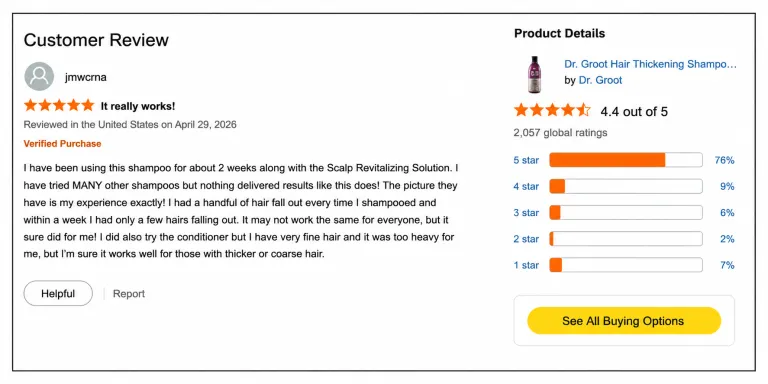 Customer Review
jmwcrna
It really works!
Reviewed in the United States on April 29, 2026
Verified Purchase
I have been using this shampoo for about 2 weeks along with the Scalp Revitalizing Solution. I
have tried MANY other shampoos but nothing delivered results like this does! The picture they
have is my experience exactly! I had a handful of hair fall out every time I shampooed and
within a week I had only a few hairs falling out. It may not work the same for everyone, but it
sure did for me! I did also try the conditioner but I have very fine hair and it was too heavy for
me, but I'm sure it works well for those with thicker or coarse hair.
Helpful
Report
Product Details
Dr. Groot Hair Thickening Shampo…
by Dr. Groot
4.4 out of 5
2,057 global ratings
5 star 76%
4 star 9%
3 star 6%
2 star 2%
1 star 7%
See All Buying Options